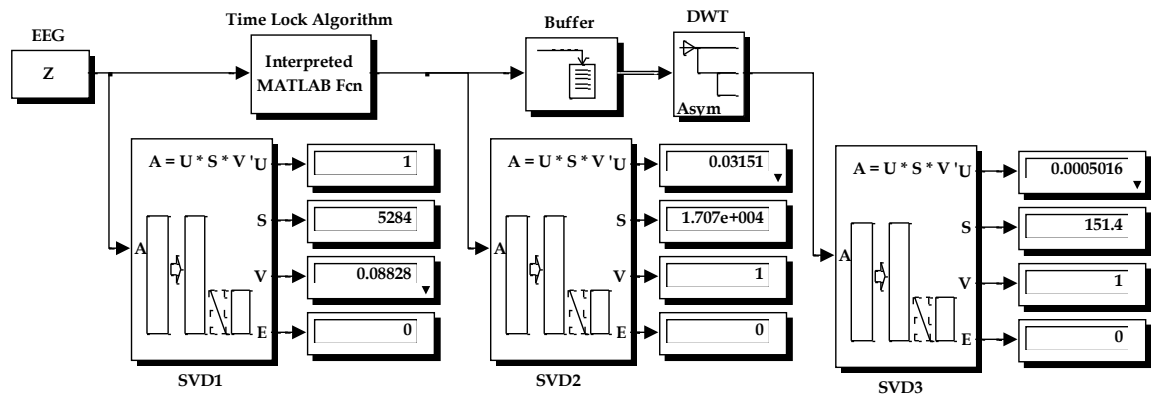 EEG
Z
Time Lock Algorithm
Interpreted
MATLAB Fcn
Buffer
DWT
Asym
A = U * S * V '
U
S
V
E
A
1
5284
0.08828
0
SVD1
A = U * S * V '
U
S
V
E
A
0.03151
1.707e+004
1
0
SVD2
A = U * S * V '
U
S
V
E
A
0.0005016
151.4
1
0
SVD3